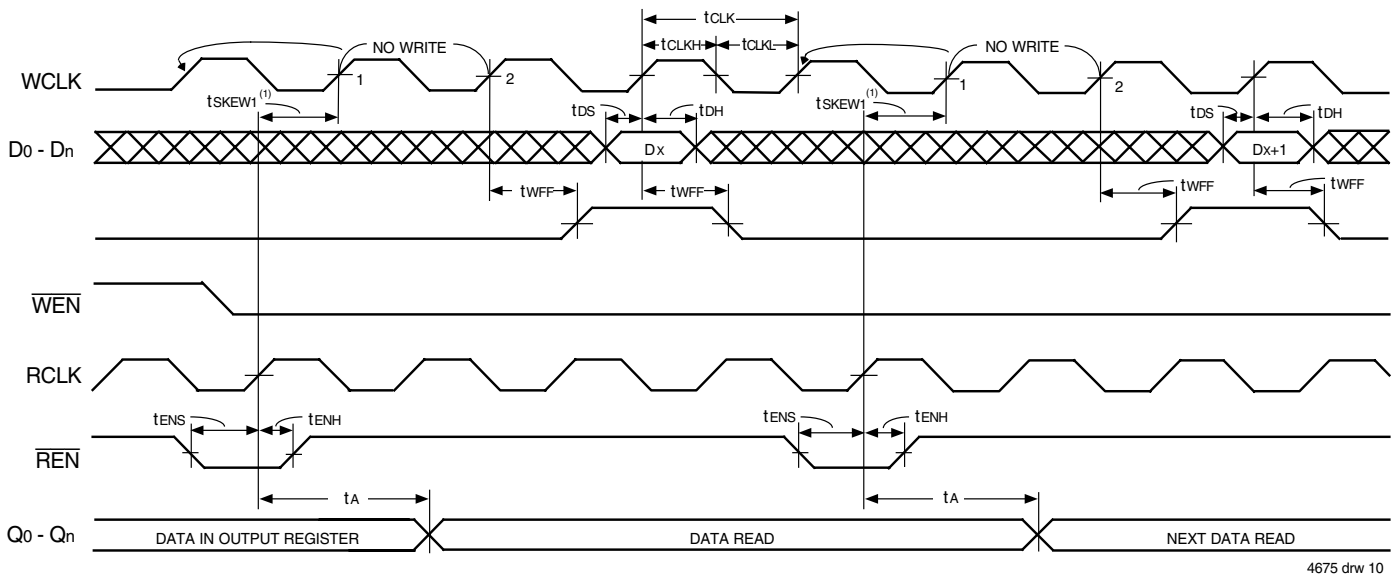 tCLK
NO WRITE
tCLKH
tCLKL
NO WRITE
WCLK
1
2
1
2
tSKEW1(1)
tDS
tDH
tSKEW1(1)
tDS
tDH
D0 - Dn
DX
DX+1
tWFF
tWFF
tWFF
tWFF
WEN
RCLK
tENS
tENH
tENS
tENH
REN
tA
tA
Q0 - Qn
DATA IN OUTPUT REGISTER
DATA READ
NEXT DATA READ
4675 drw 10